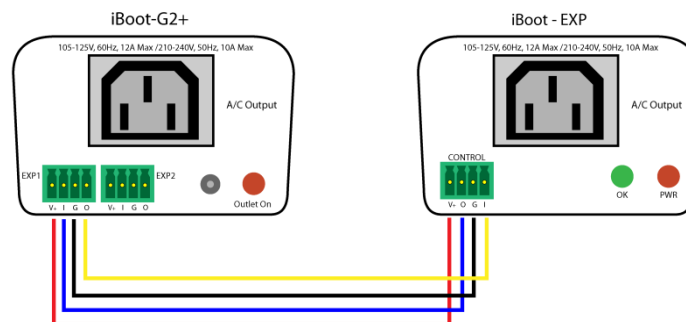 iBoot-G2+
105-125V, 60Hz, 12A Max /210-240V, 50Hz, 10A Max
A/C Output
EXP1
EXP2
V+ I G O
V+ I G O
Outlet On
iBoot - EXP
105-125V, 60Hz, 12A Max /210-240V, 50Hz, 10A Max
A/C Output
CONTROL
V+ O G I
OK
PWR